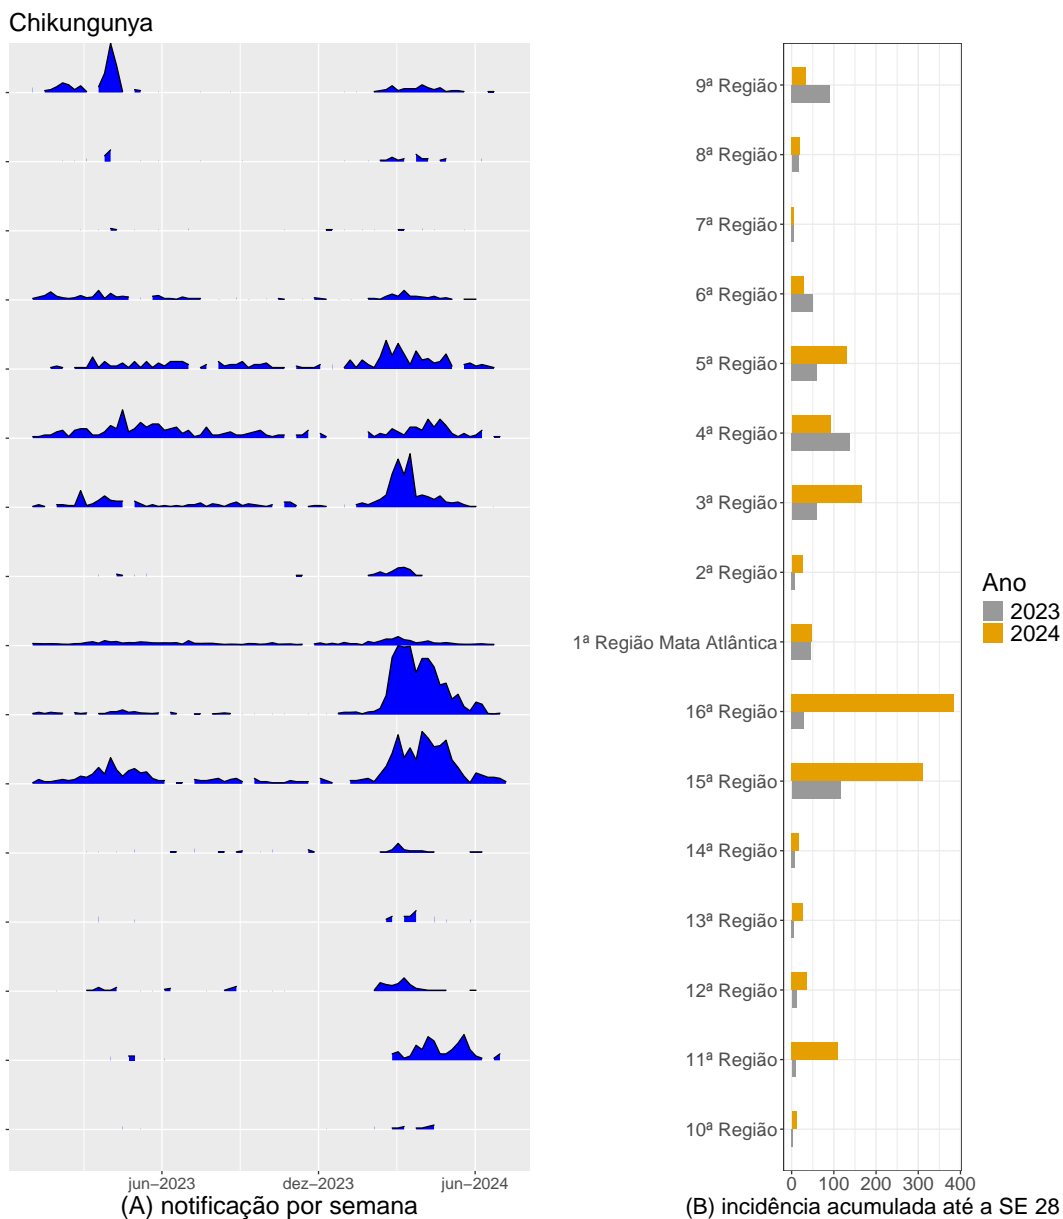 Chikungunya
9ª Região
8ª Região
7ª Região
6ª Região
5ª Região
4ª Região
3ª Região
2ª Região
1ª Região Mata Atlântica
16ª Região
15ª Região
14ª Região
13ª Região
12ª Região
11ª Região
10ª Região
Ano
2023
2024
jun–2023 dez–2023 jun–2024
(A) notificação por semana
0 100 200 300 400
(B) incidência acumulada até a SE 28